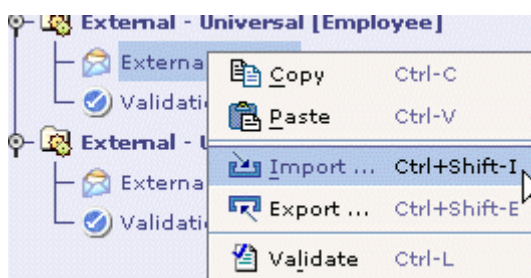 External - Universal [Employee]
Externa
Copy Ctrl-C
Validati
Paste Ctrl-V
External - U
Import ... Ctrl+Shift-I
Externa
Export ... Ctrl+Shift-E
Validati
Validate Ctrl-L